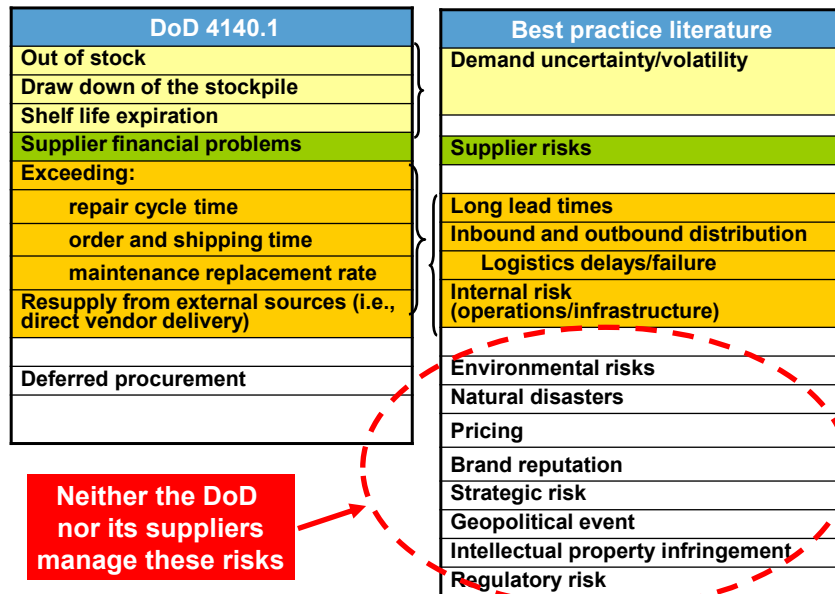 DoD 4140.1
Out of stock
Draw down of the stockpile
Shelf life expiration
Supplier financial problems
Exceeding:
repair cycle time
order and shipping time
maintenance replacement rate
Resupply from external sources (i.e.,
direct vendor delivery)
Deferred procurement
Best practice literature
Demand uncertainty/volatility
Supplier risks
Long lead times
Inbound and outbound distribution
Logistics delays/failure
Internal risk
(operations/infrastructure)
Environmental risks
Natural disasters
Pricing
Brand reputation
Strategic risk
Geopolitical event
Intellectual property infringement
Regulatory risk
Neither the DoD
nor its suppliers
manage these risks